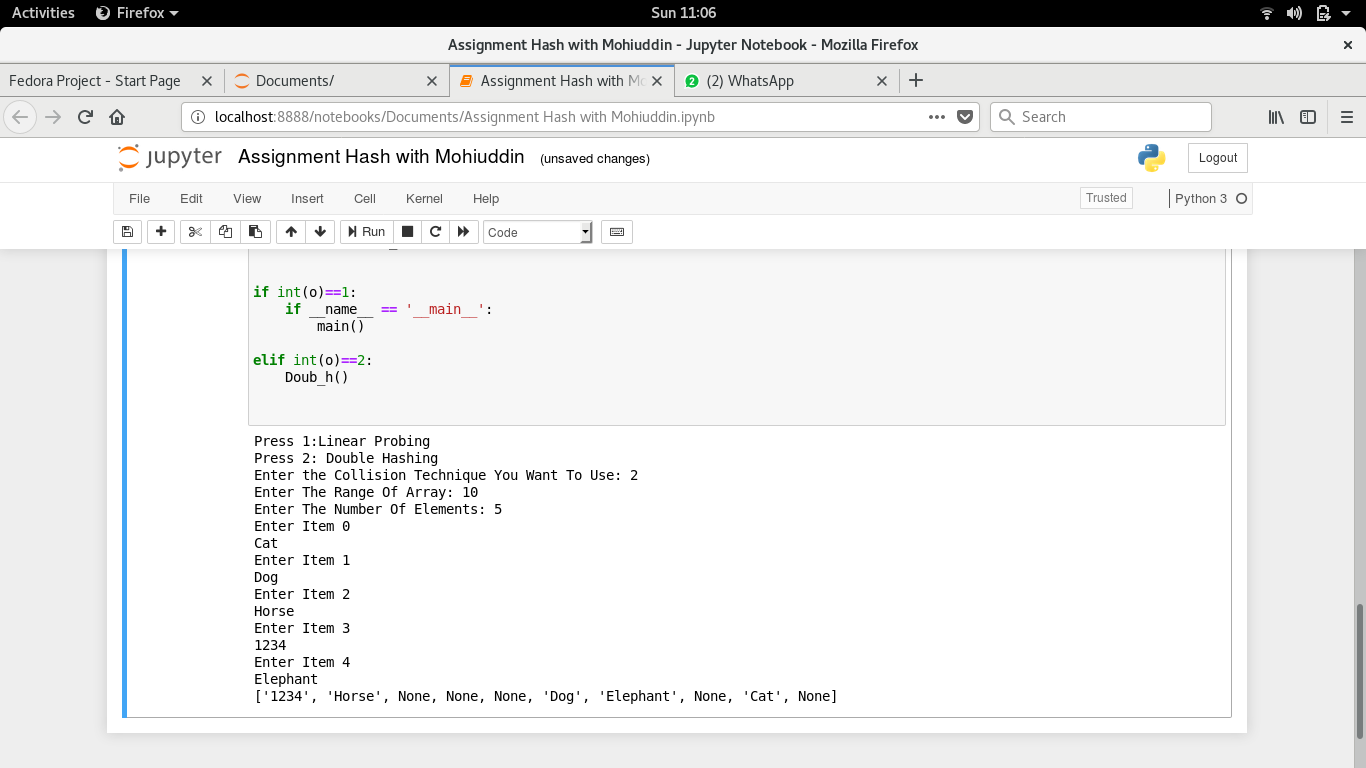 Activities Firefox Sun 11:06
Assignment Hash with Mohiuddin - Jupyter Notebook - Mozilla Firefox
Fedora Project - Start Page Documents/ Assignment Hash with Mo (2) WhatsApp
localhost:8888/notebooks/Documents/Assignment Hash with Mohiuddin.ipynb Search
jupyter Assignment Hash with Mohiuddin (unsaved changes) Logout
File Edit View Insert Cell Kernel Help Trusted Python 3
Run Code
if int(o)==1:
    if __name__ == '__main__':
        main()
elif int(o)==2:
    Doub_h()
Press 1:Linear Probing
Press 2: Double Hashing
Enter the Collision Technique You Want To Use: 2
Enter The Range Of Array: 10
Enter The Number Of Elements: 5
Enter Item 0
Cat
Enter Item 1
Dog
Enter Item 2
Horse
Enter Item 3
1234
Enter Item 4
Elephant
['1234', 'Horse', None, None, None, 'Dog', 'Elephant', None, 'Cat', None]